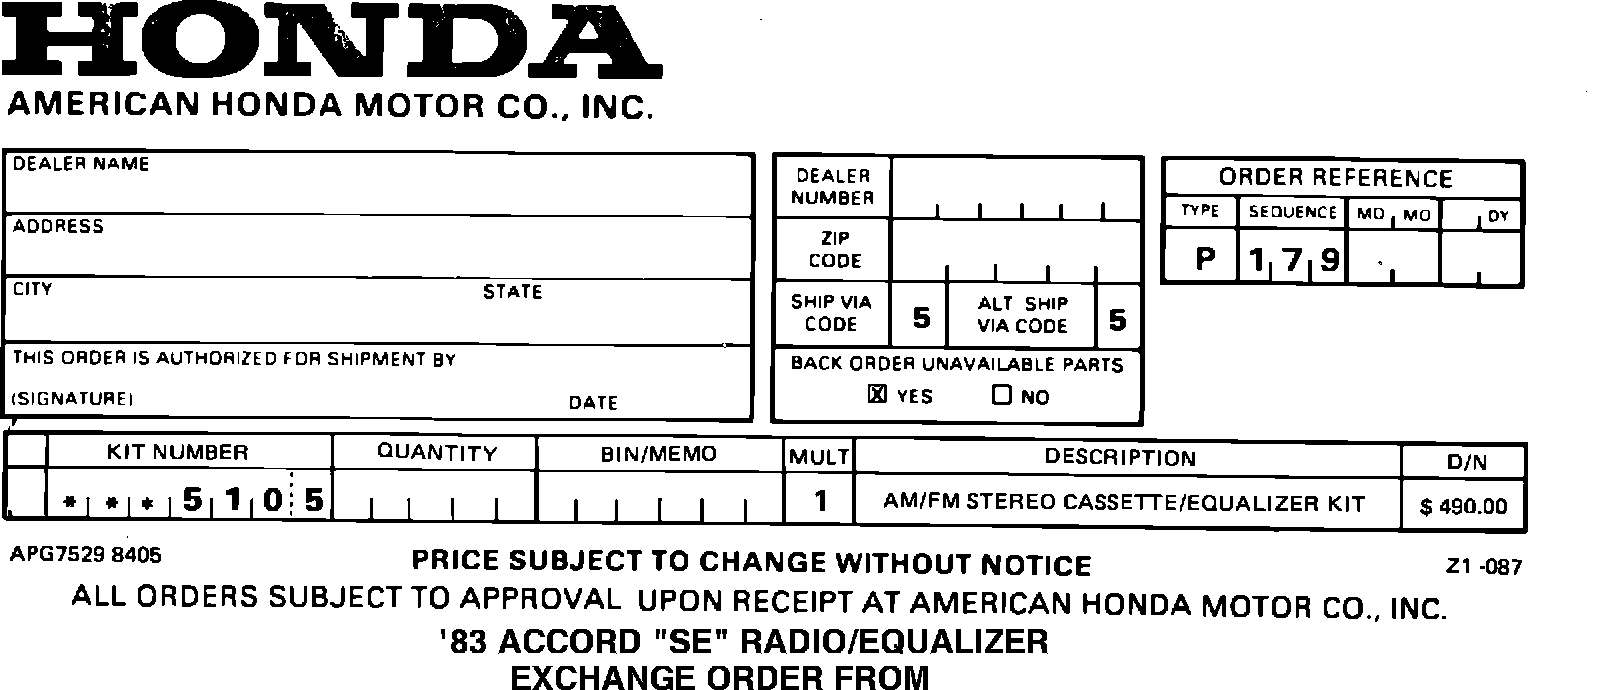 HONDA
AMERICAN HONDA MOTOR CO., INC.
DEALER NAME
ADDRESS
CITY STATE
THIS ORDER IS AUTHORIZED FOR SHIPMENT BY
(SIGNATURE) DATE
DEALER NUMBER
ZIP CODE
SHIP VIA CODE 5 ALT SHIP VIA CODE 5
BACK ORDER UNAVAILABLE PARTS
☒ YES ☐ NO
ORDER REFERENCE
TYPE SEQUENCE MO MO DY
P 1 7 9
KIT NUMBER QUANTITY BIN/MEMO MULT DESCRIPTION D/N
* * * 5 1 0 5 1 AM/FM STEREO CASSETTE/EQUALIZER KIT $ 490.00
APG7529 8405 PRICE SUBJECT TO CHANGE WITHOUT NOTICE Z1 -087
ALL ORDERS SUBJECT TO APPROVAL UPON RECEIPT AT AMERICAN HONDA MOTOR CO., INC.
'83 ACCORD "SE" RADIO/EQUALIZER
EXCHANGE ORDER FROM